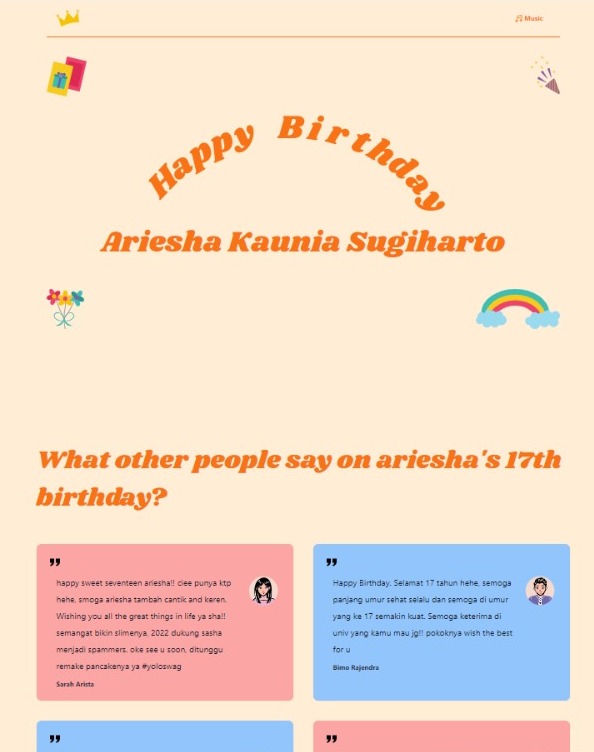 Music
Happy Birthday
Ariesha Kaunia Sugiharto
What other people say on ariesha's 17th
birthday?
happy sweet seventeen ariesha!! ciee punya ktp
hehe, smoga ariesha tambah cantik and keren.
Wishing you all the great things in life ya sha!!
semangat bikin slimenya, 2022 dukung sasha
menjadi spammers. oke see u soon, ditunggu
remake pancakenya ya #yoloswag
Sarah Arista
Happy Birthday. Selamat 17 tahun hehe, semoga
panjang umur sehat selalu dan semoga di umur
yang ke 17 semakin kuat. Semoga keterima di
univ yang kamu mau jg!! pokoknya wish the best
for u
Bimo Rajendra